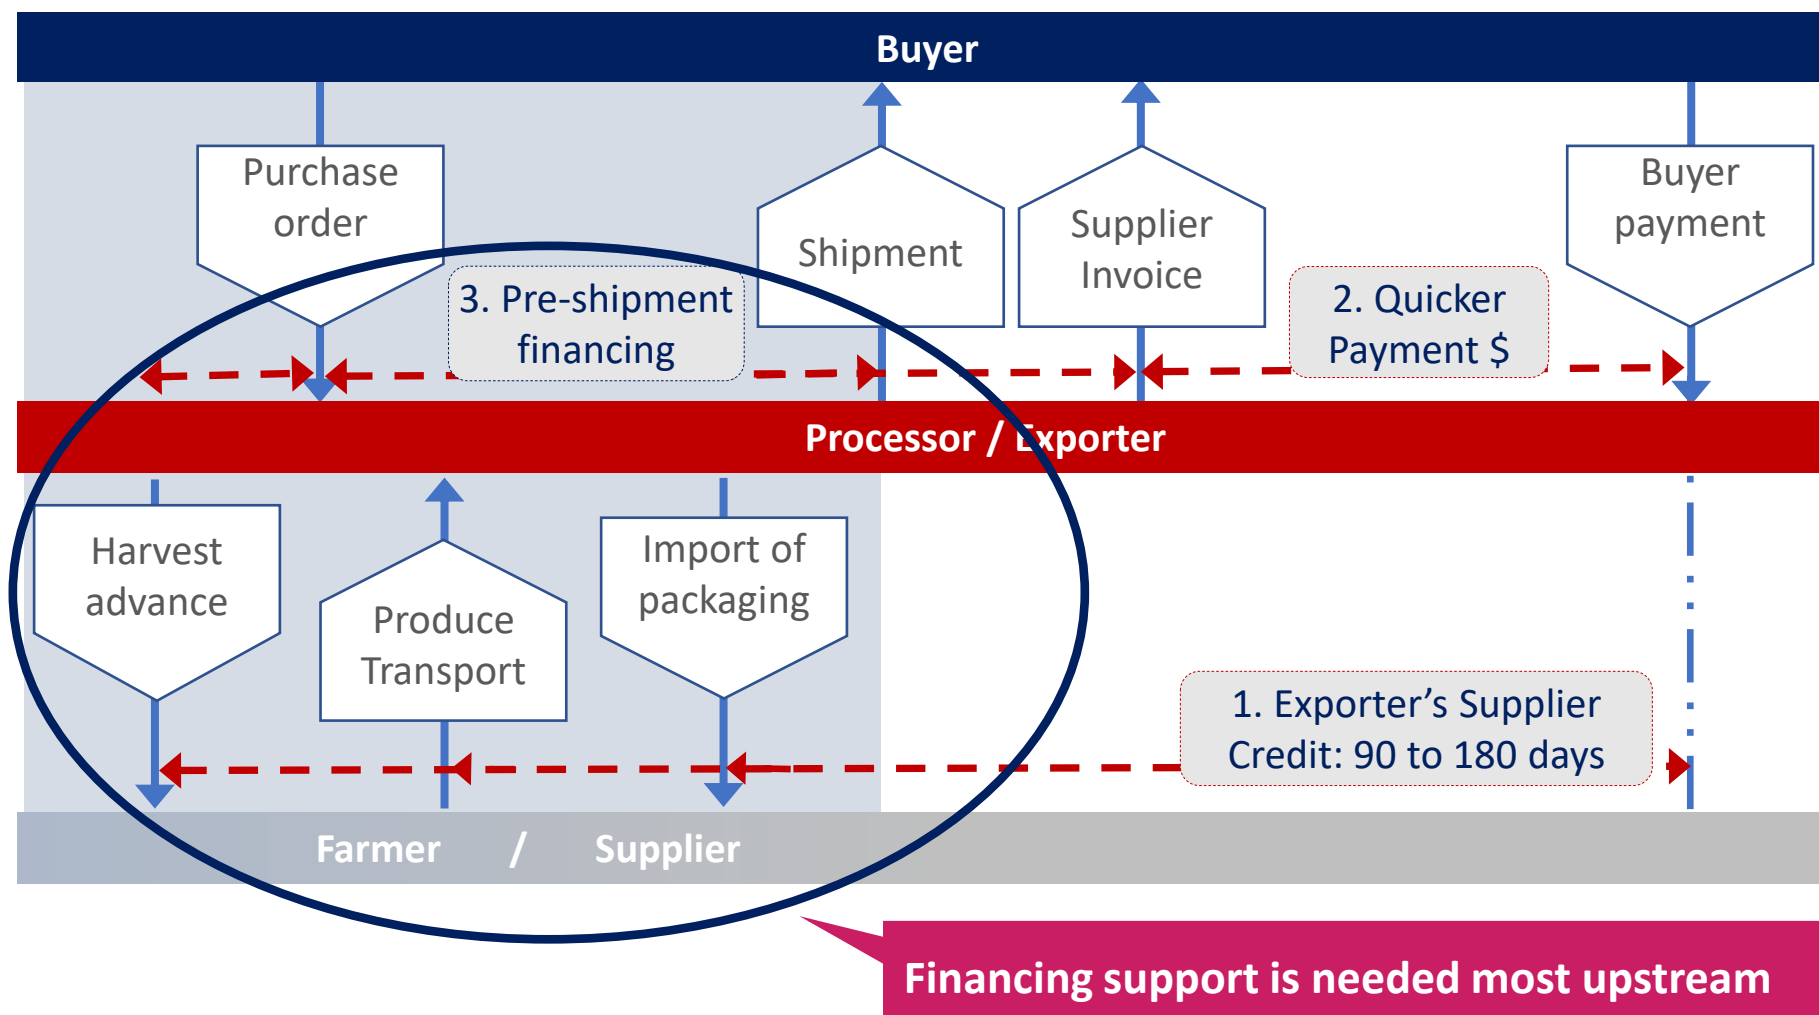 Buyer
Purchase
order
Shipment
Supplier
Invoice
Buyer
payment
3. Pre-shipment
financing
2. Quicker
Payment $
Processor / Exporter
Harvest
advance
Produce
Transport
Import of
packaging
1. Exporter’s Supplier
Credit: 90 to 180 days
Farmer / Supplier
Financing support is needed most upstream